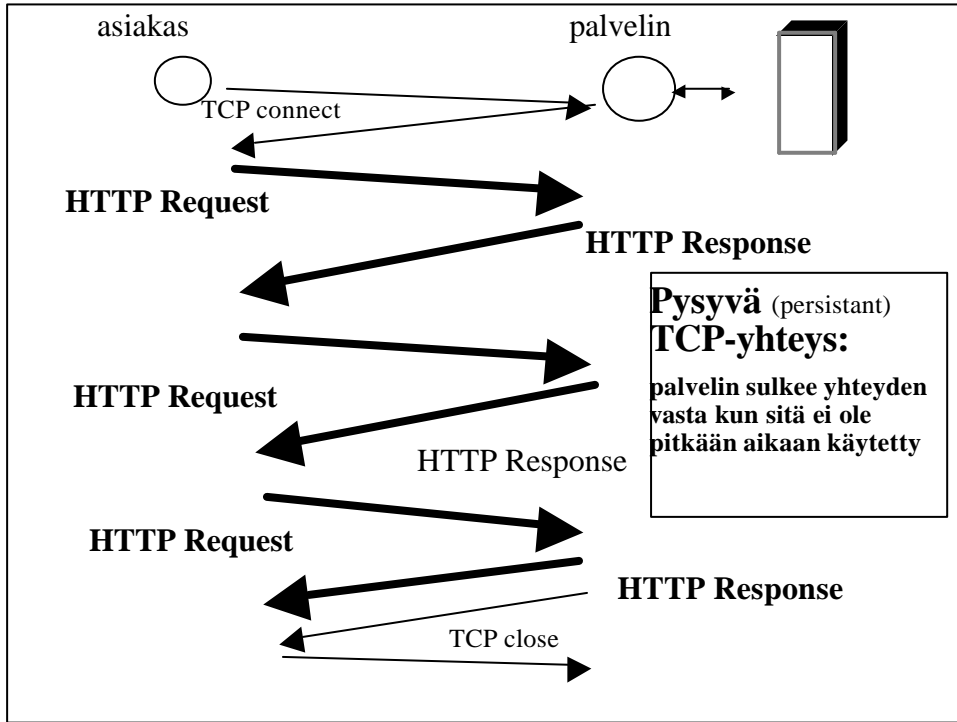 asiakas
palvelin
TCP connect
HTTP Request
HTTP Response
Pysyvä (persistant)
TCP-yhteys:
palvelin sulkee yhteyden
vasta kun sitä ei ole
pitkään aikaan käytetty
HTTP Request
HTTP Response
HTTP Request
HTTP Response
TCP close